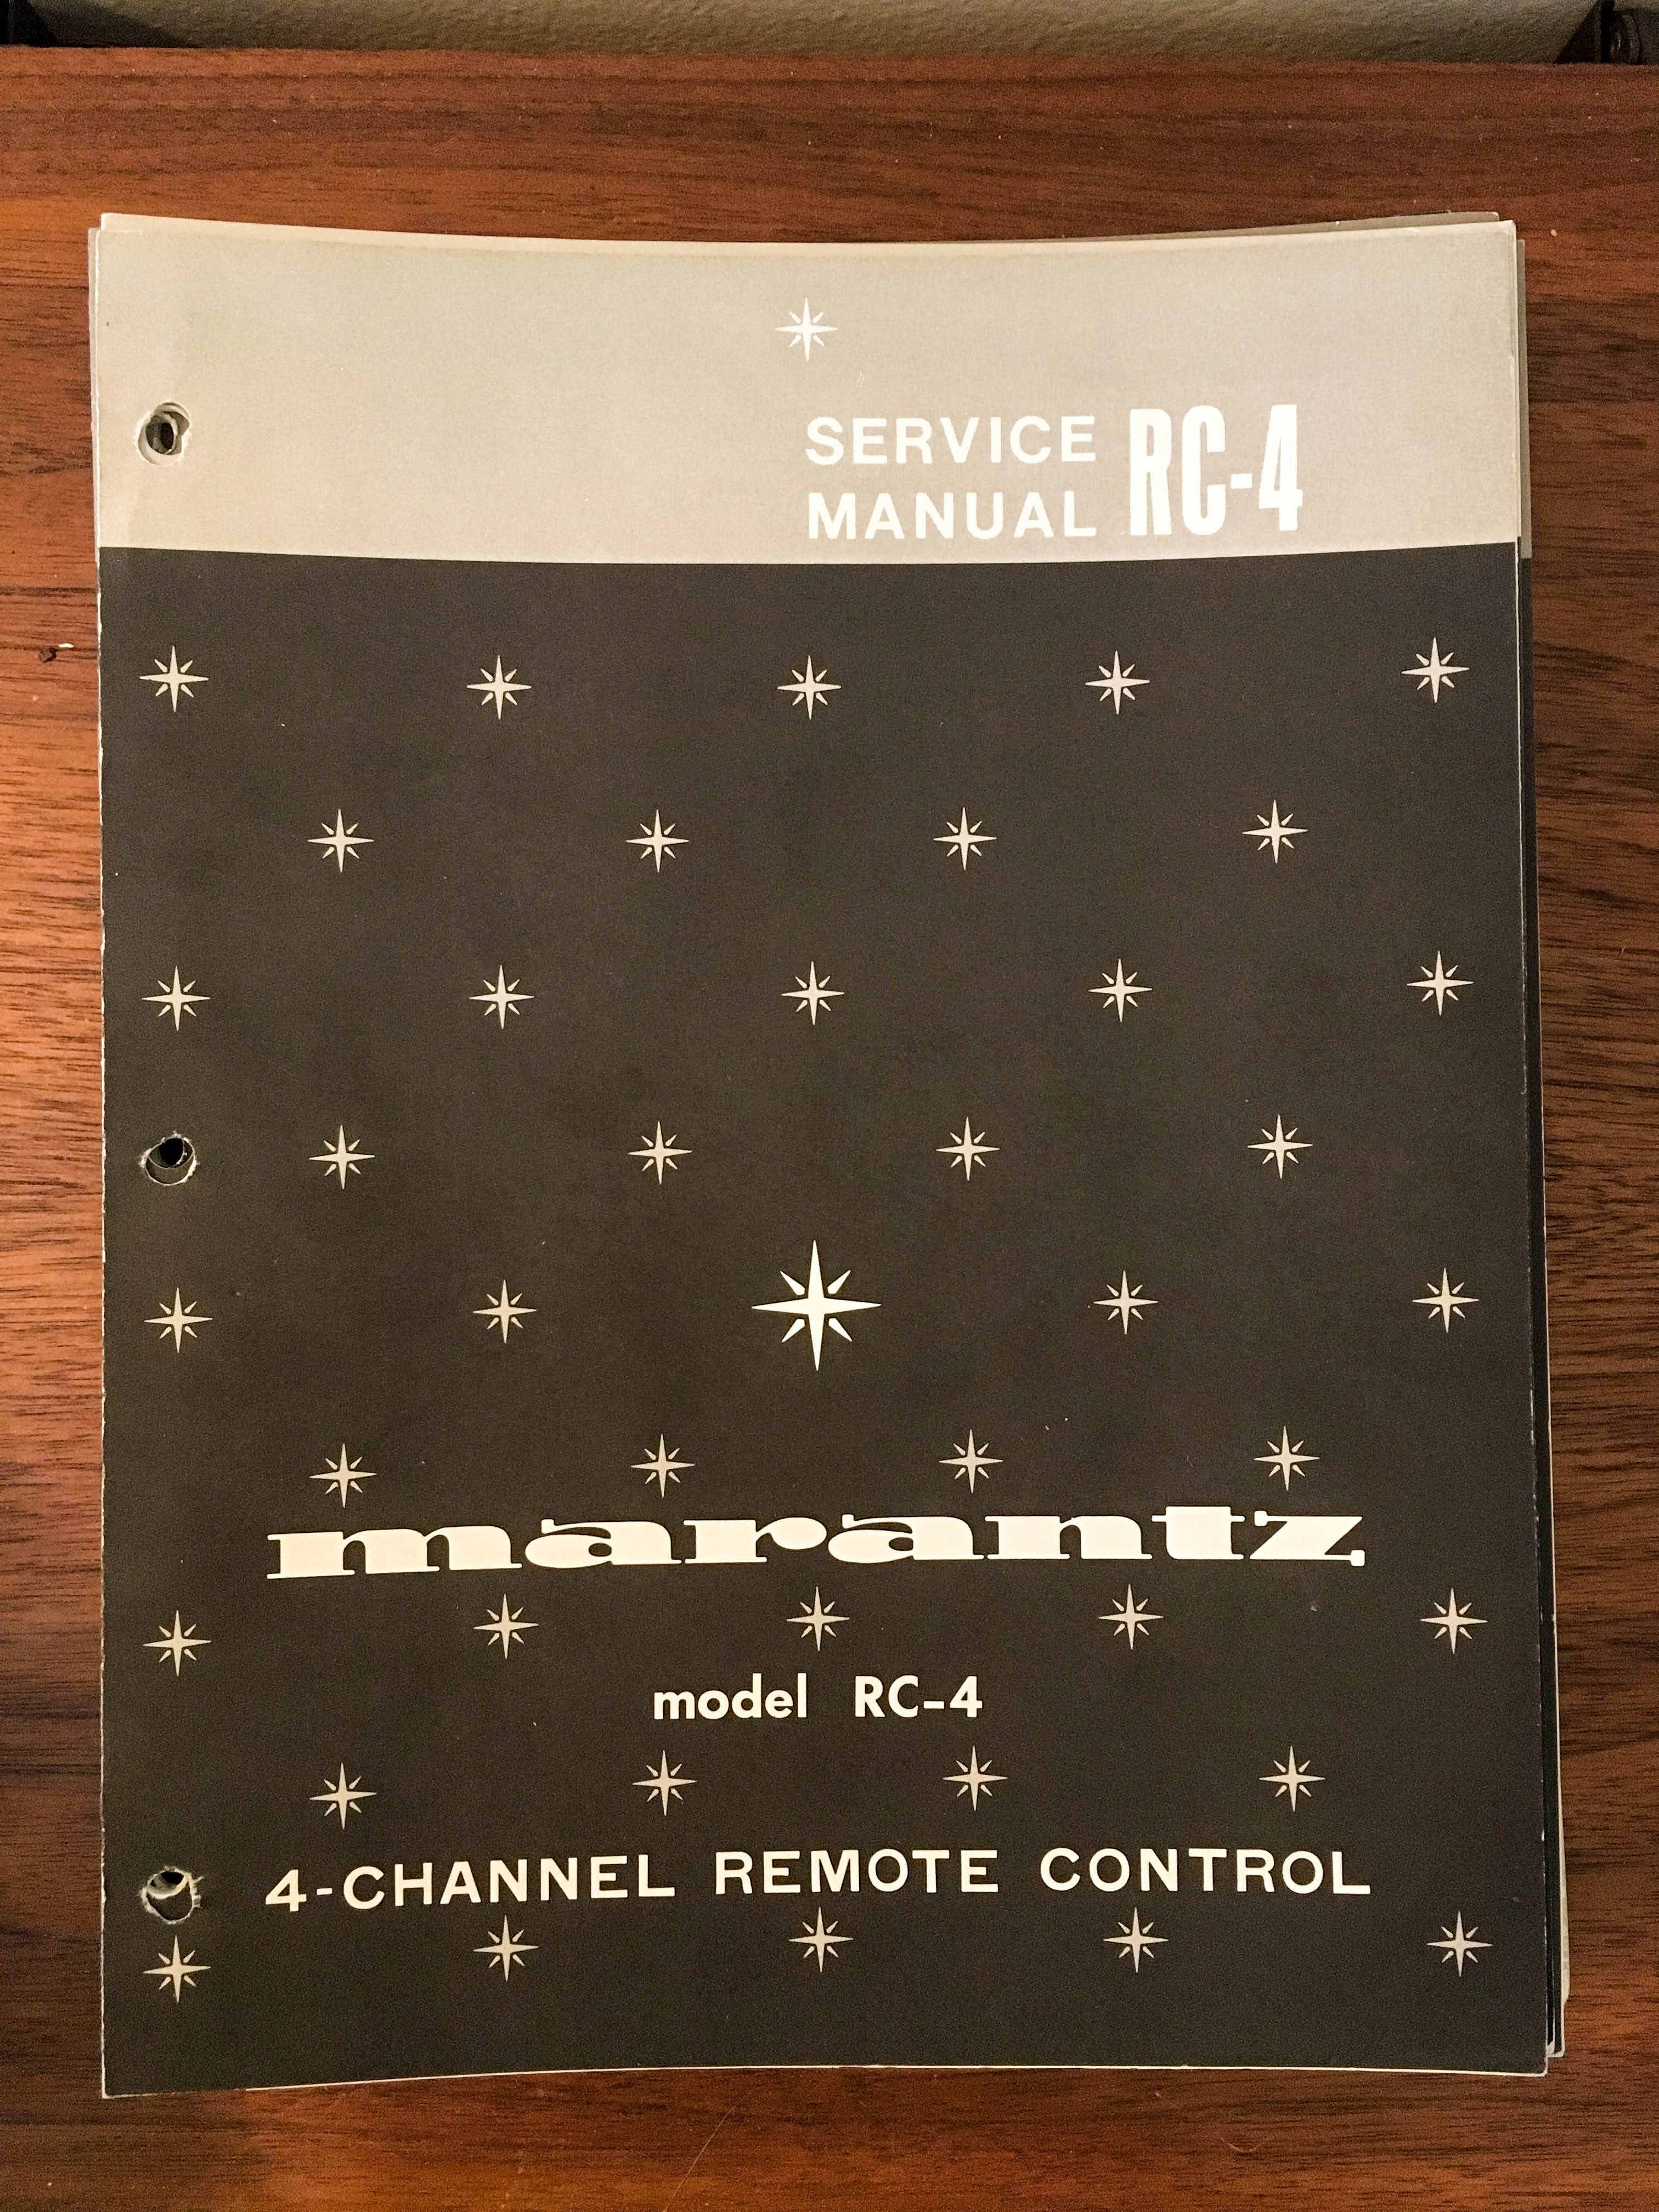 SERVICE
MANUAL RC-4
marantz
model RC-4
4-CHANNEL REMOTE CONTROL